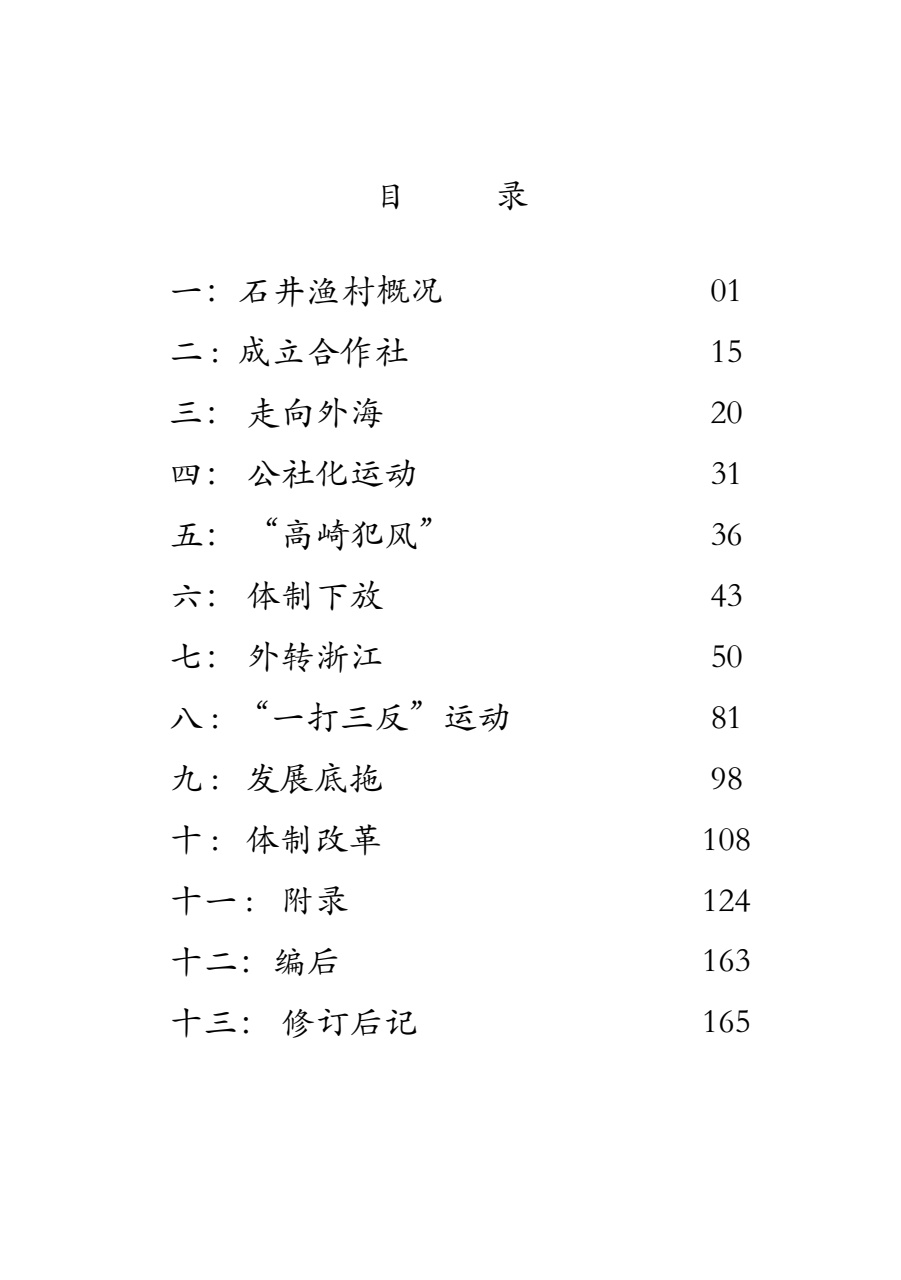 目 录
一：石井渔村概况 01
二：成立合作社 15
三： 走向外海 20
四： 公社化运动 31
五： “高崎犯风” 36
六： 体制下放 43
七： 外转浙江 50
八：“一打三反”运动 81
九： 发展底拖 98
十： 体制改革 108
十一： 附录 124
十二：编后 163
十三： 修订后记 165